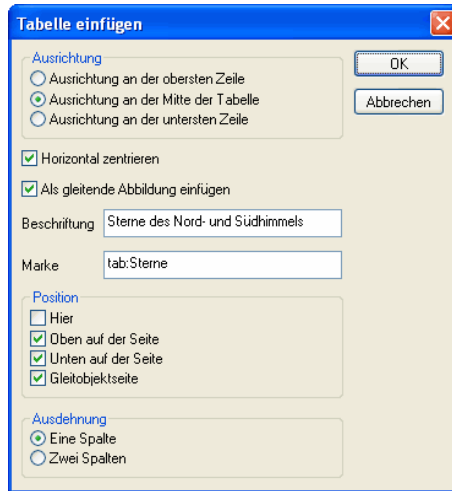 Tabelle einfügen
Ausrichtung
OK
Ausrichtung an der obersten Zeile
Ausrichtung an der Mitte der Tabelle
Abbrechen
Ausrichtung an der untersten Zeile
Horizontal zentrieren
Als gleitende Abbildung einfügen
Beschriftung Sterne des Nord- und Südhimmels
Marke tab:Sterne
Position
Hier
Oben auf der Seite
Unten auf der Seite
Gleitobjektseite
Ausdehnung
Eine Spalte
Zwei Spalten